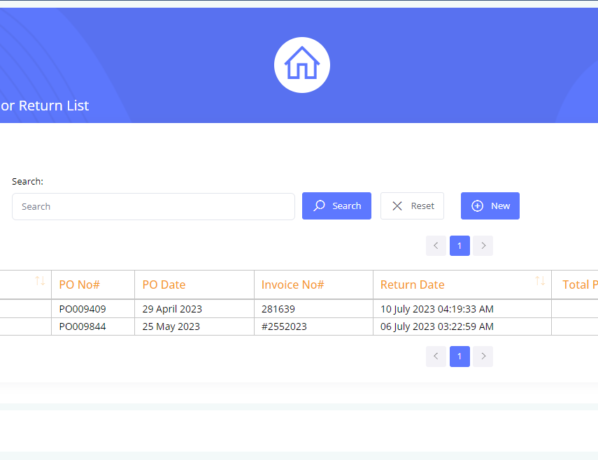 or Return List
Search:
Search Search Reset New
1
PO No# PO Date Invoice No# Return Date Total P
PO009409 29 April 2023 281639 10 July 2023 04:19:33 AM
PO009844 25 May 2023 #2552023 06 July 2023 03:22:59 AM
1